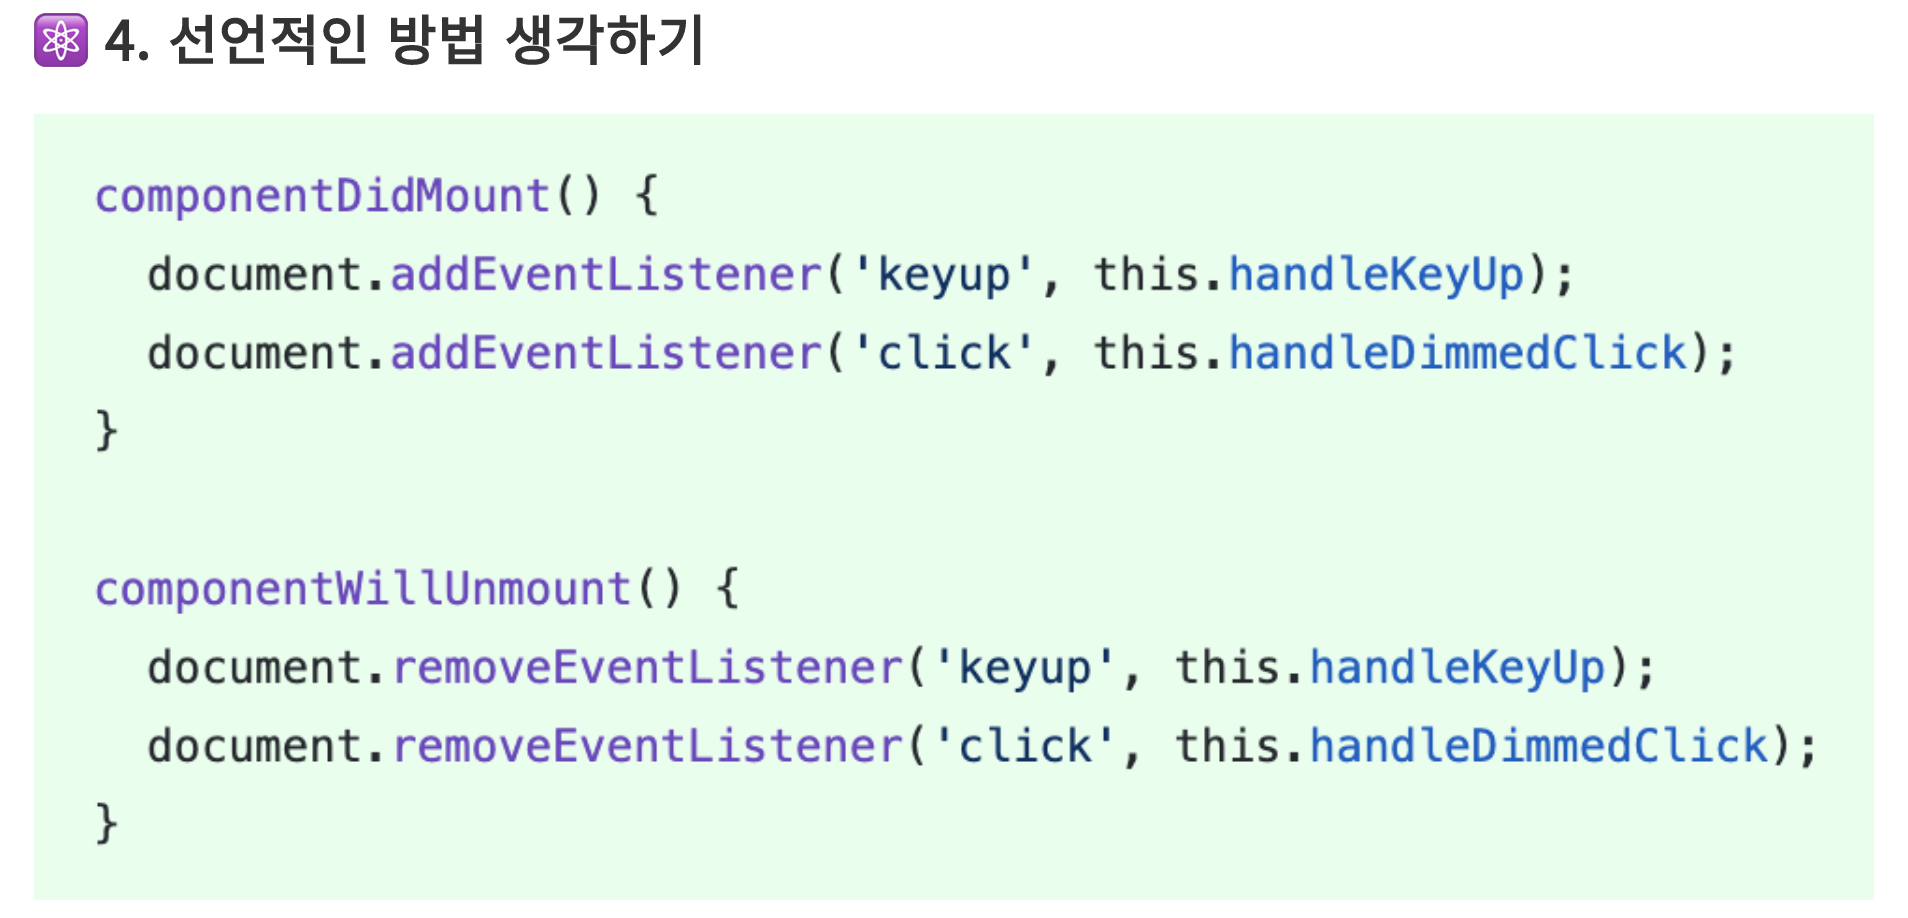 ⚛️ 4. 선언적인 방법 생각하기
componentDidMount() {
  document.addEventListener('keyup', this.handleKeyUp);
  document.addEventListener('click', this.handleDimmedClick);
}

componentWillUnmount() {
  document.removeEventListener('keyup', this.handleKeyUp);
  document.removeEventListener('click', this.handleDimmedClick);
}